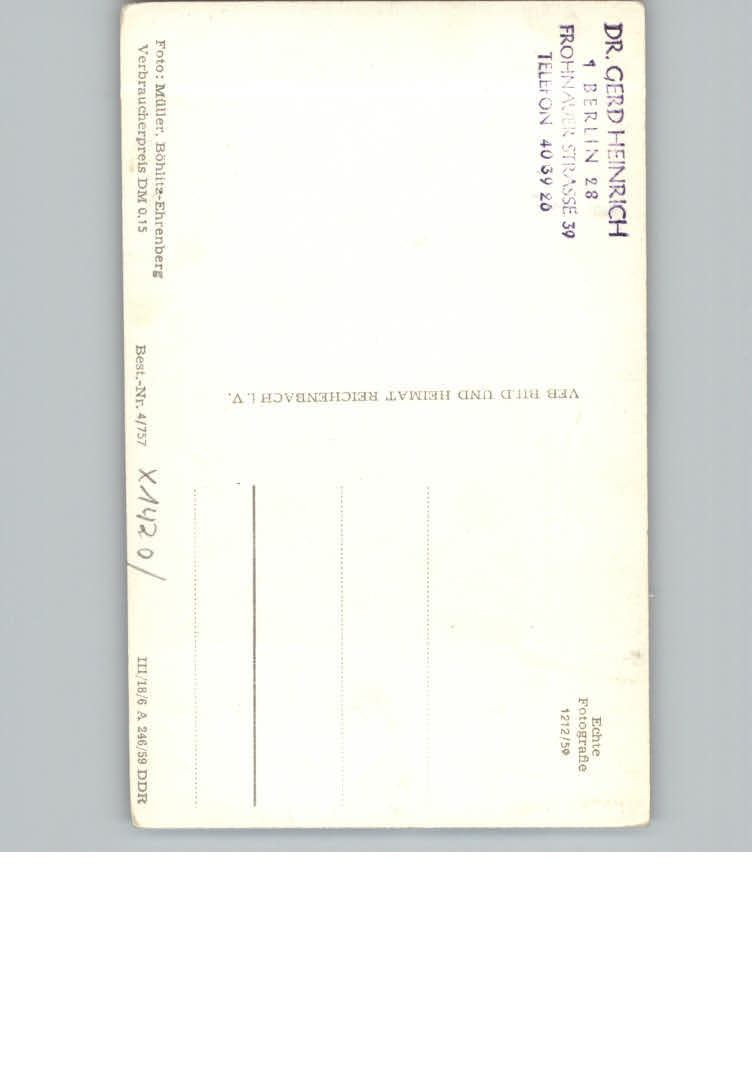 DR. GERD HEINRICH
1 BERLIN 28
FROHNAUER STRASSE 39
TELEFON 40 39 20
Echte
Fotografie
1212/59
VEB BILD UND HEIMAT REICHENBACH i. V.
Foto: Müller, Böhlitz-Ehrenberg
Verbraucherpreis DM 0,15
Best.-Nr. 4/757
X1420/
III/18/6 A 246/59 DDR